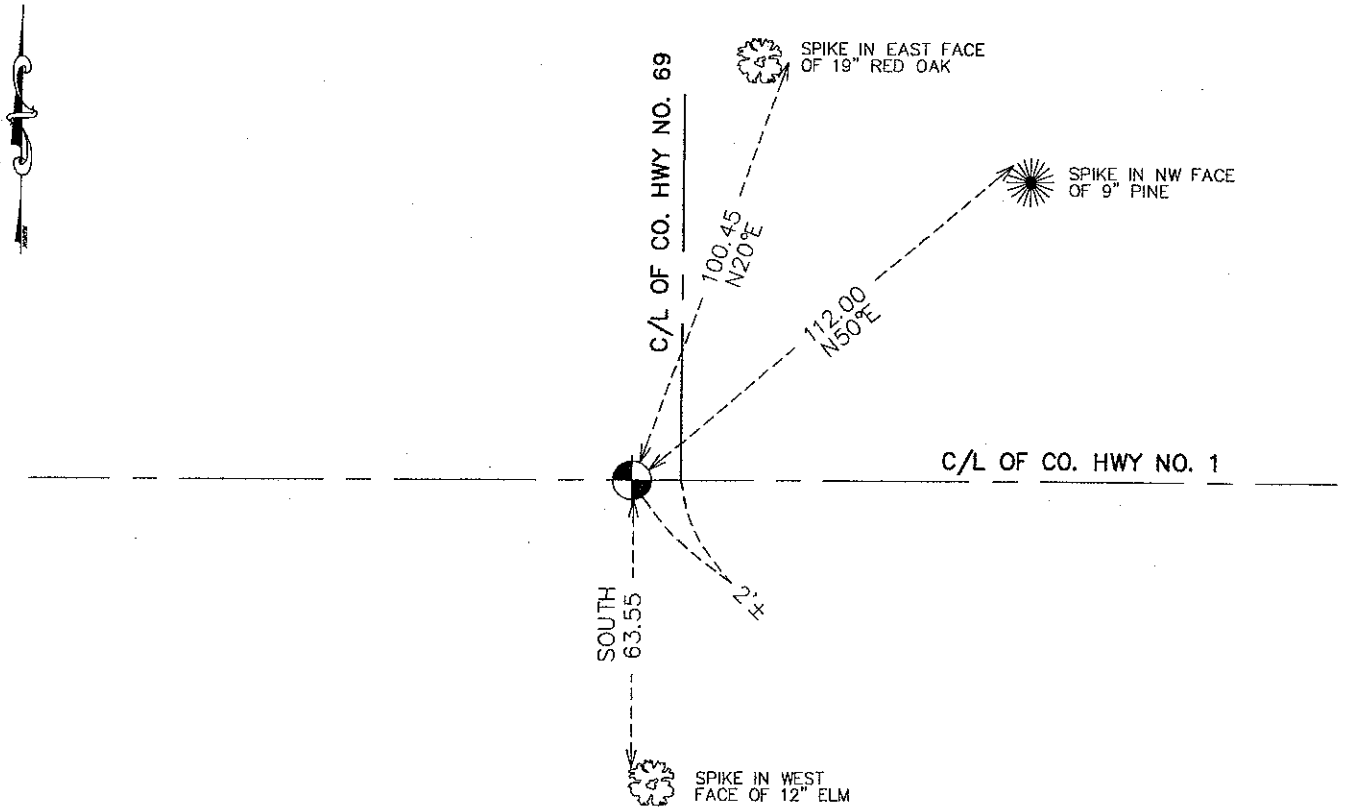 SPIKE IN EAST FACE
OF 19" RED OAK
C/L OF CO. HWY NO. 69
SPIKE IN NW FACE
OF 9" PINE
100.45
N20°E
112.00
N50°E
C/L OF CO. HWY NO. 1
2'±
SOUTH
63.55
SPIKE IN WEST
FACE OF 12" ELM